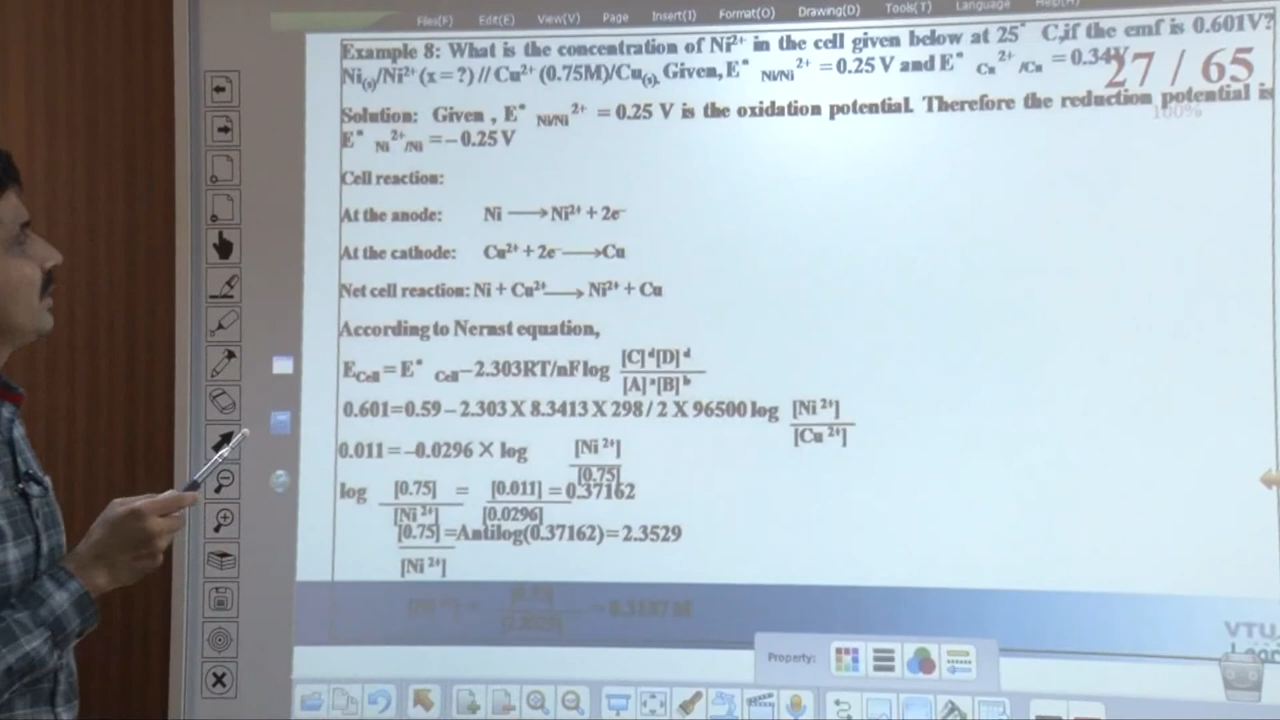 Files(F) Edit(E) View(V) Page Insert(I) Format(O) Drawing(D) Tools(T) Language Help(H)
Example 8: What is the concentration of Ni²⁺ in the cell given below at 25° C,if the emf is 0.601V?
Ni(s)/Ni²⁺ (x = ?) // Cu²⁺ (0.75M)/Cu(s). Given, E° Ni/Ni²⁺ = 0.25 V and E° Cu²⁺/Cu = 0.34V
27 / 65
100%
Solution: Given , E° Ni/Ni²⁺ = 0.25 V is the oxidation potential. Therefore the reduction potential is
E° Ni²⁺/Ni = – 0.25 V
Cell reaction:
At the anode: Ni ⟶ Ni²⁺ + 2e⁻
At the cathode: Cu²⁺ + 2e⁻ ⟶ Cu
Net cell reaction: Ni + Cu²⁺ ⟶ Ni²⁺ + Cu
According to Nernst equation,
E Cell = E° Cell – 2.303RT/nF log [C]ᵈ[D]ᵈ / [A]ᵃ[B]ᵇ
0.601=0.59 – 2.303 X 8.3413 X 298 / 2 X 96500 log [Ni²⁺] / [Cu²⁺]
0.011 = –0.0296 X log [Ni²⁺] / [0.75]
log [0.75] / [Ni²⁺] = [0.011] / [0.0296] = 0.37162
[0.75] / [Ni²⁺] =Antilog(0.37162)= 2.3529
Property:
VTU